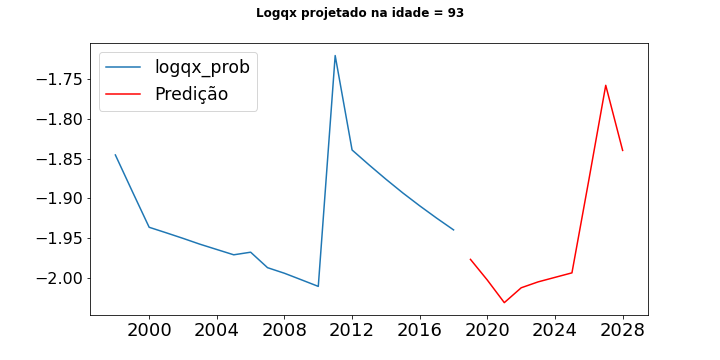 Logqx projetado na idade = 93
logqx_prob
Predição
−1.75
−1.80
−1.85
−1.90
−1.95
−2.00
2000 2004 2008 2012 2016 2020 2024 2028